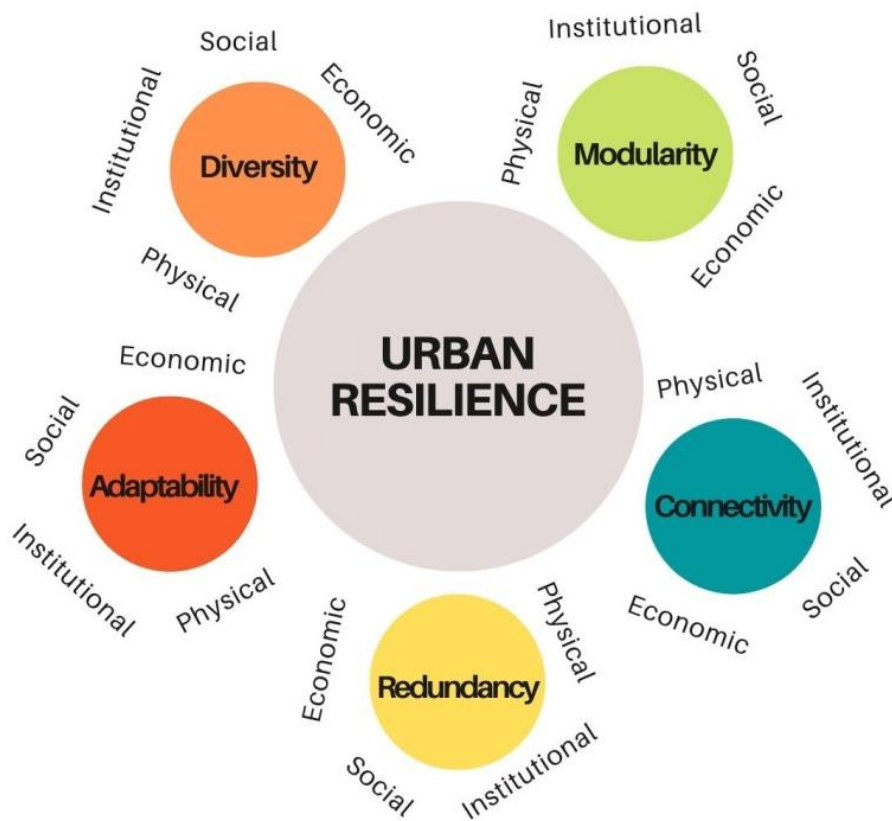 Social
Economic
Institutional
Diversity
Physical
Institutional
Social
Physical
Modularity
Economic
URBAN
RESILIENCE
Economic
Social
Adaptability
Institutional
Physical
Physical
Institutional
Connectivity
Social
Economic
Economic
Physical
Redundancy
Social
Institutional